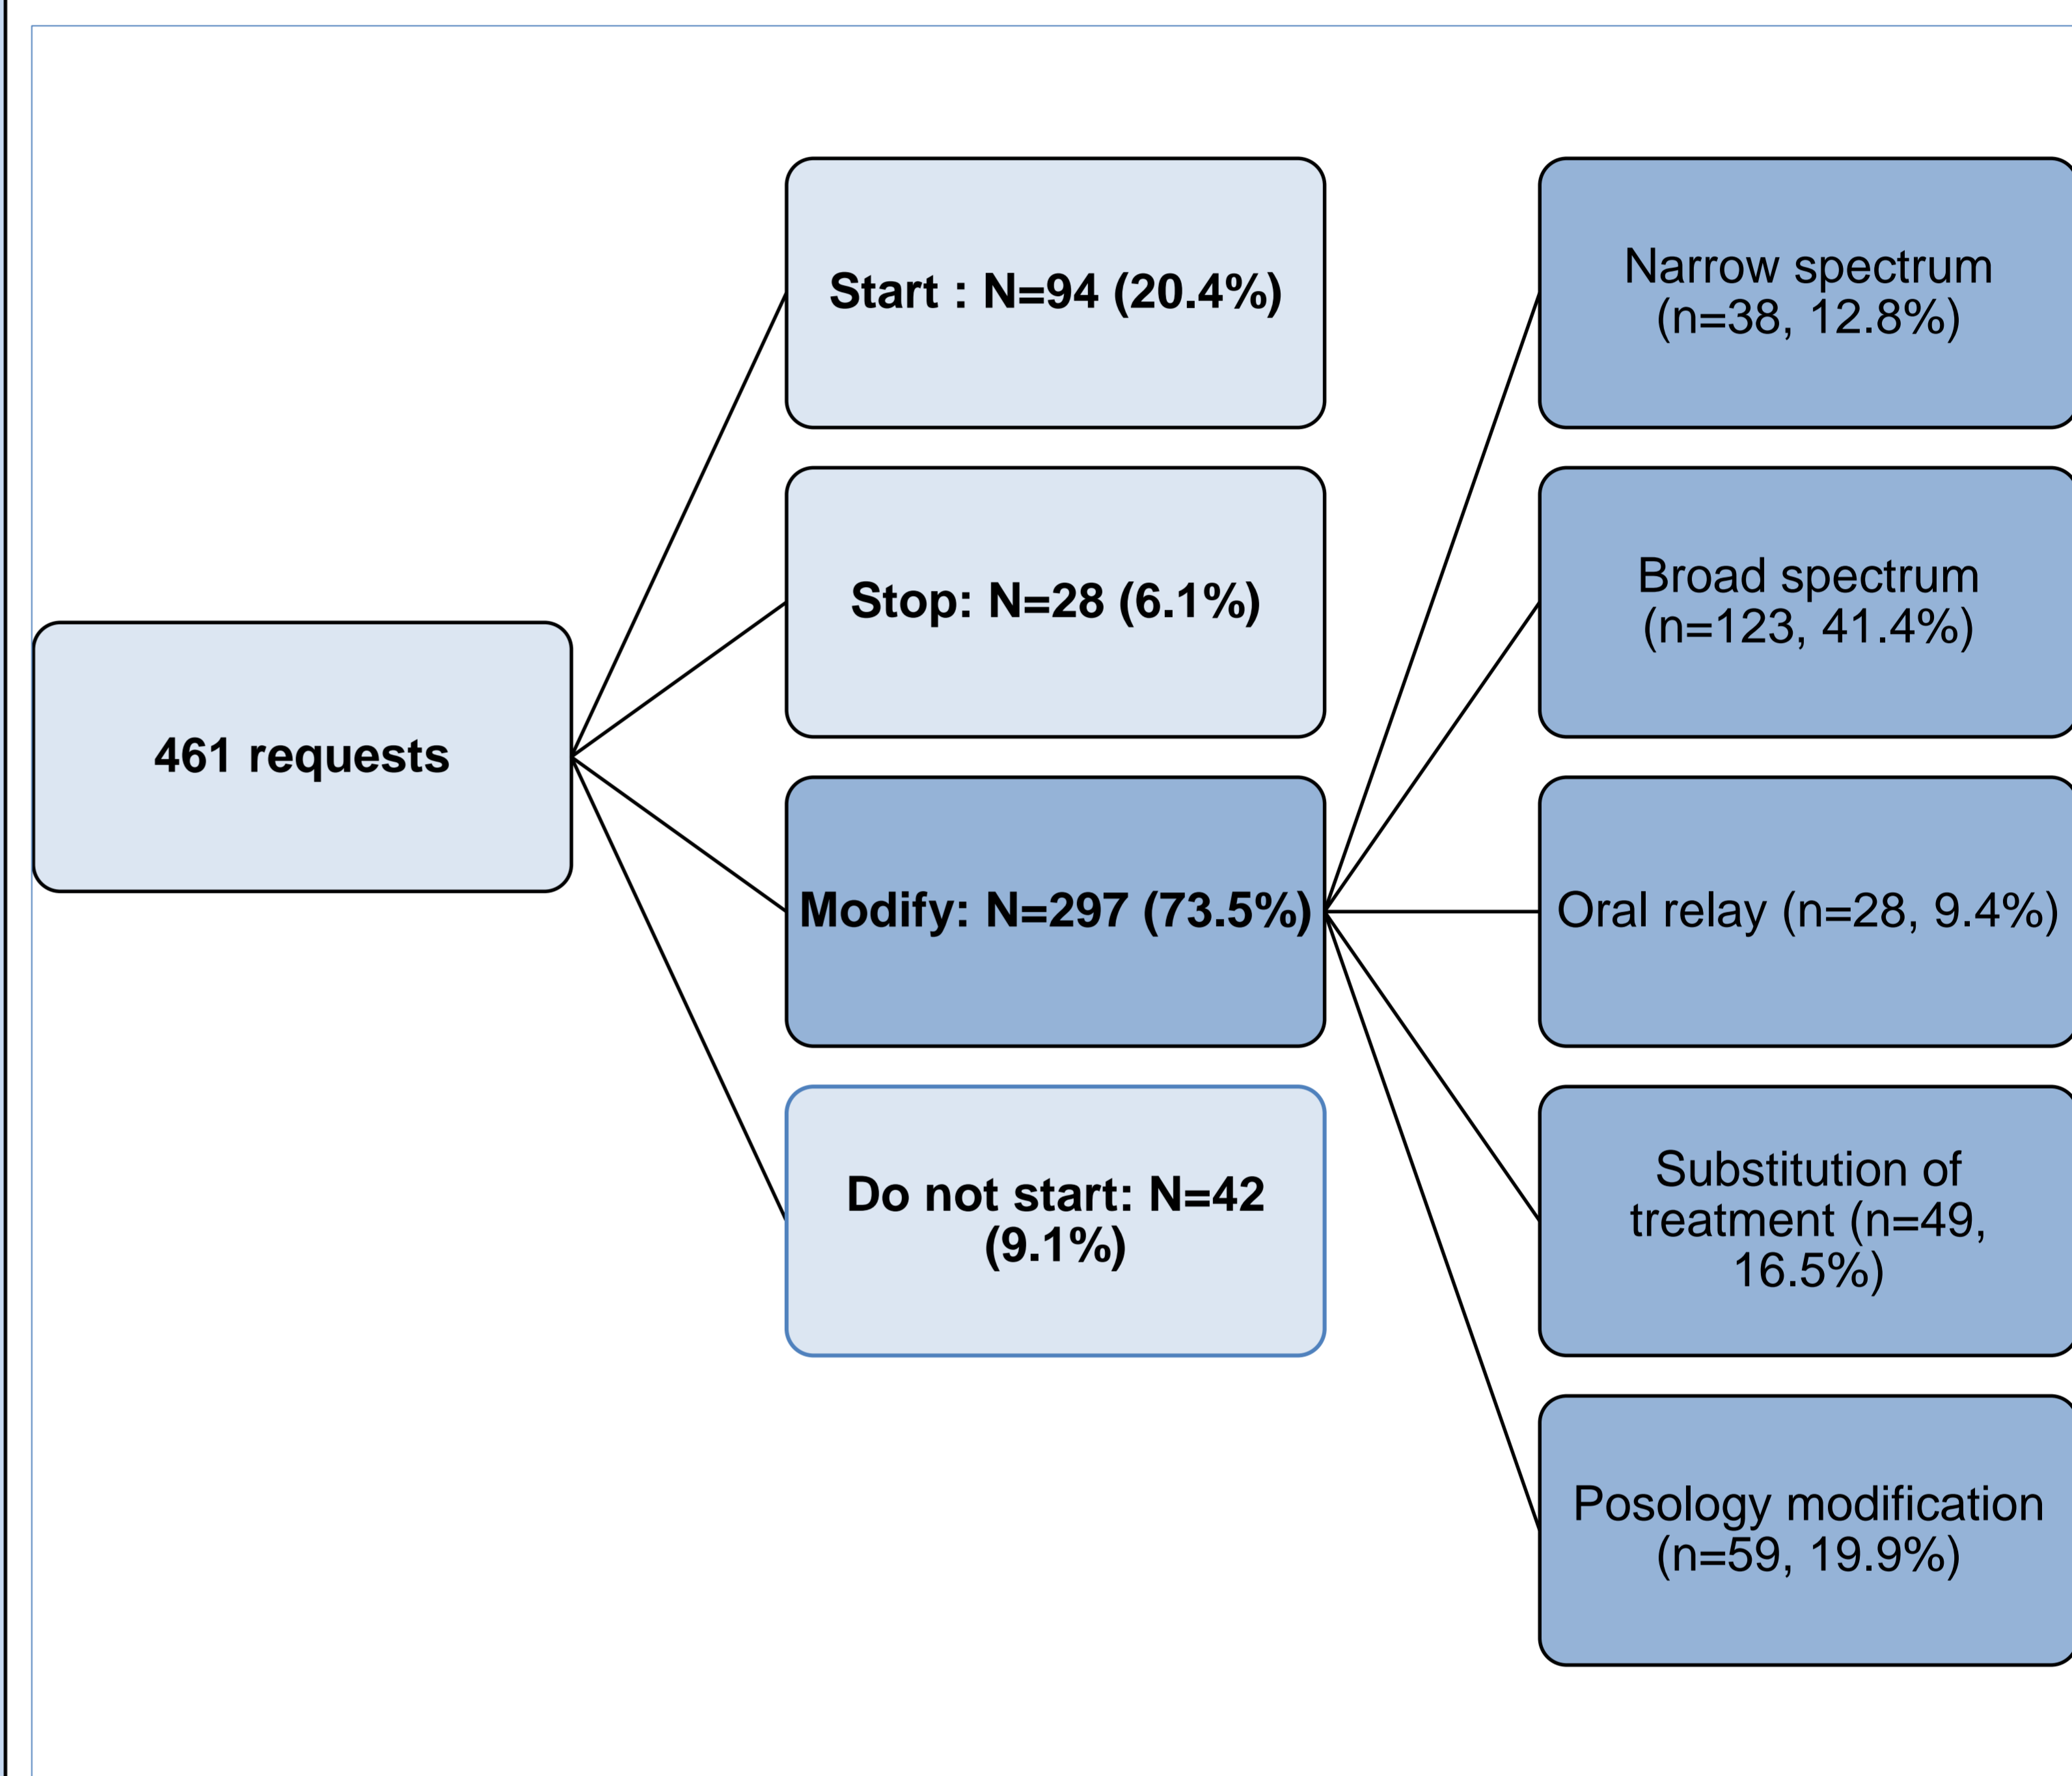 461 requests
Start : N=94 (20.4%)
Stop: N=28 (6.1%)
Modify: N=297 (73.5%)
Do not start: N=42
(9.1%)
Narrow spectrum
(n=38, 12.8%)
Broad spectrum
(n=123, 41.4%)
Oral relay (n=28, 9.4%)
Substitution of
treatment (n=49,
16.5%)
Posology modification
(n=59, 19.9%)